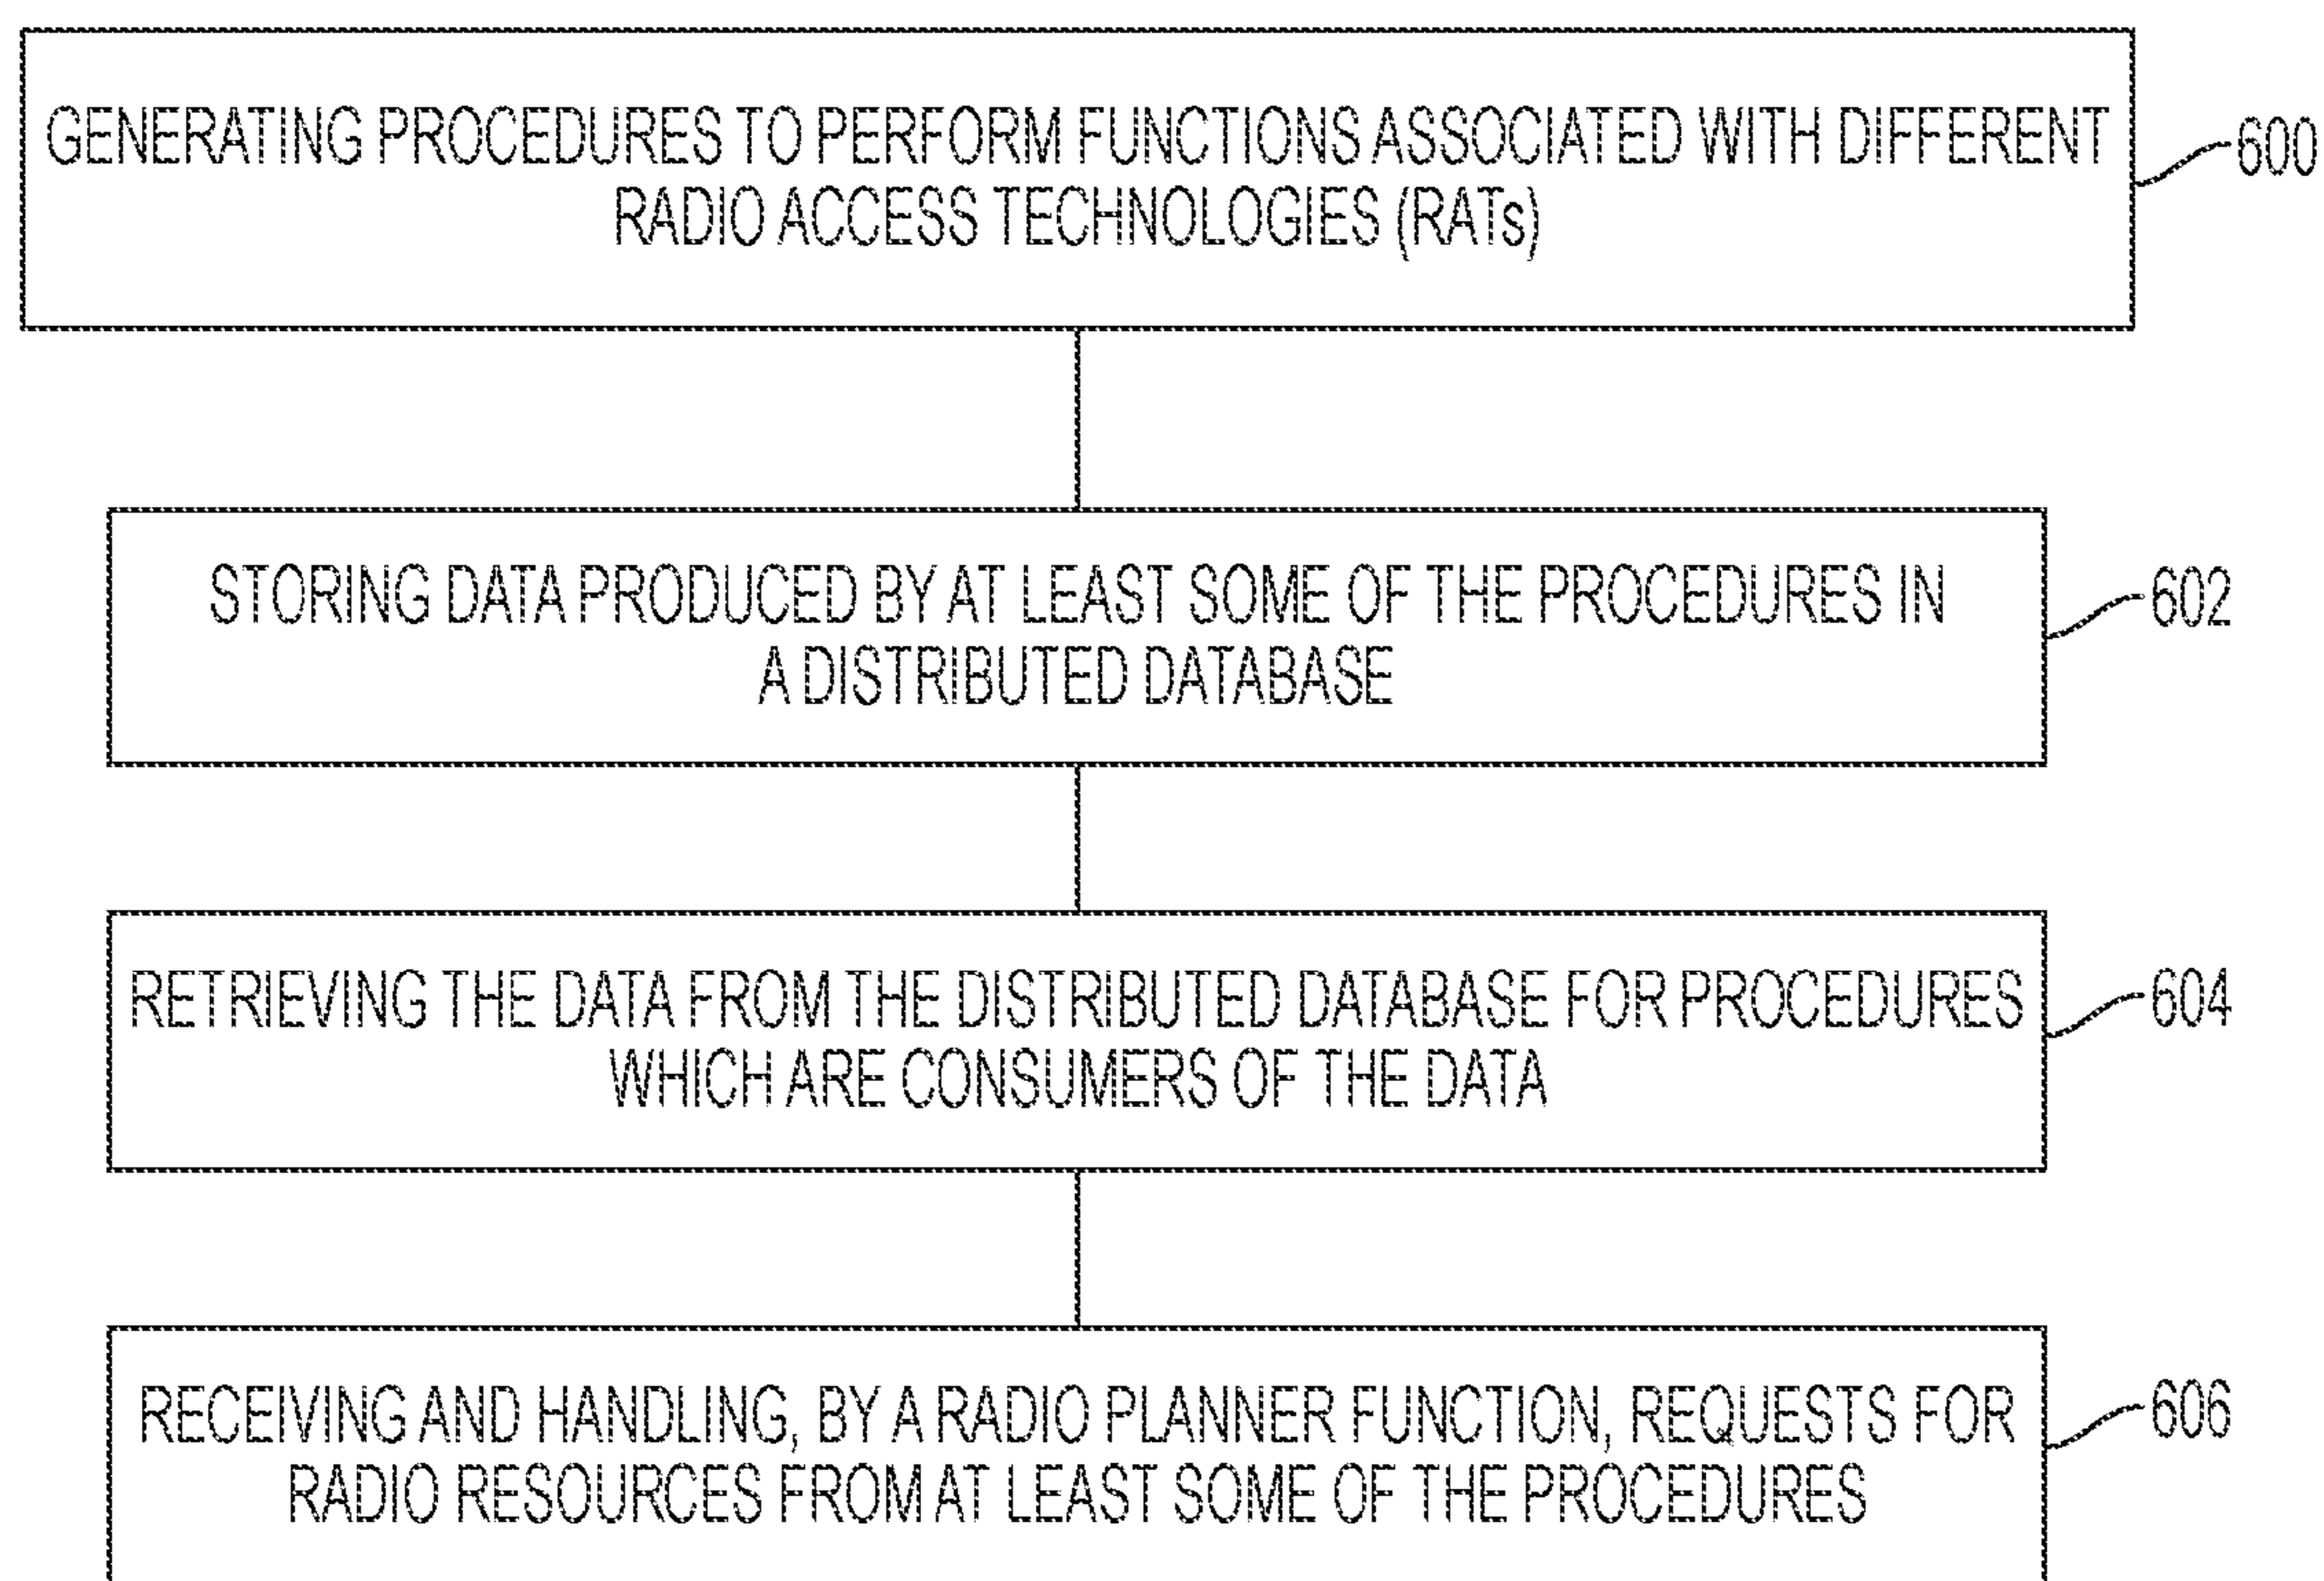 GENERATING PROCEDURES TO PERFORM FUNCTIONS ASSOCIATED WITH DIFFERENT
RADIO ACCESS TECHNOLOGIES (RATs)
600
STORING DATA PRODUCED BY AT LEAST SOME OF THE PROCEDURES IN
A DISTRIBUTED DATABASE
602
RETRIEVING THE DATA FROM THE DISTRIBUTED DATABASE FOR PROCEDURES
WHICH ARE CONSUMERS OF THE DATA
604
RECEIVING AND HANDLING, BY A RADIO PLANNER FUNCTION, REQUESTS FOR
RADIO RESOURCES FROM AT LEAST SOME OF THE PROCEDURES
606